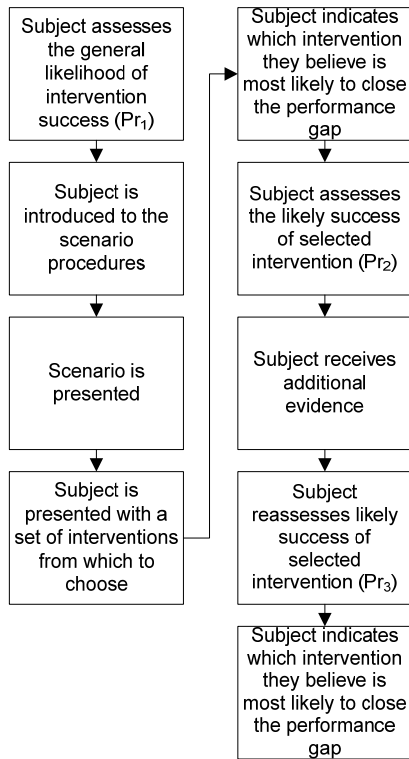 Subject assesses
the general
likelihood of
intervention
success (Pr₁)
Subject is
introduced to the
scenario
procedures
Scenario is
presented
Subject is
presented with a
set of interventions
from which to
choose
Subject indicates
which intervention
they believe is
most likely to close
the performance
gap
Subject assesses
the likely success
of selected
intervention (Pr₂)
Subject receives
additional
evidence
Subject
reassesses likely
success of
selected
intervention (Pr₃)
Subject indicates
which intervention
they believe is
most likely to close
the performance
gap